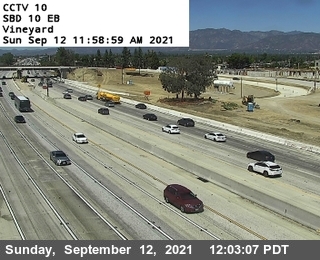 CCTV 10
SBD 10 EB
Vineyard
Sun Sep 12 11:58:59 AM 2021
Sunday, September 12, 2021 12:03:07 PDT